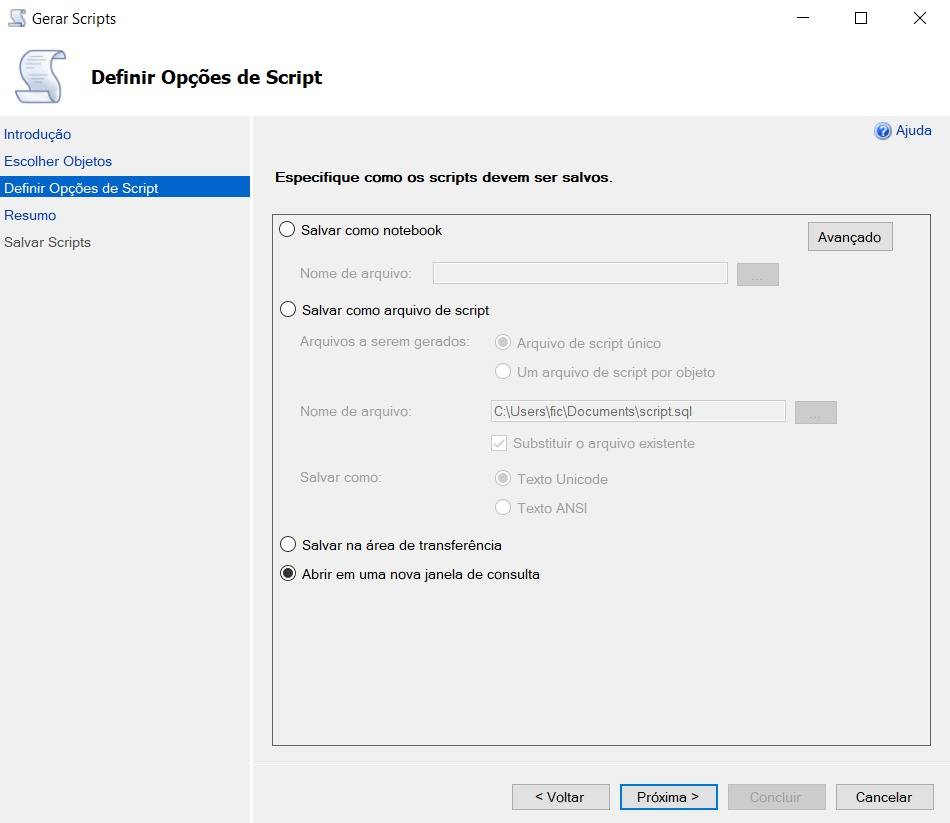 Gerar Scripts
Definir Opções de Script
Introdução
Escolher Objetos
Definir Opções de Script
Resumo
Salvar Scripts
Ajuda
Especifique como os scripts devem ser salvos.
Salvar como notebook
Avançado
Nome de arquivo:
...
Salvar como arquivo de script
Arquivos a serem gerados:
Arquivo de script único
Um arquivo de script por objeto
Nome de arquivo:
C:\Users\fic\Documents\script.sql
...
Substituir o arquivo existente
Salvar como:
Texto Unicode
Texto ANSI
Salvar na área de transferência
Abrir em uma nova janela de consulta
< Voltar
Próxima >
Concluir
Cancelar